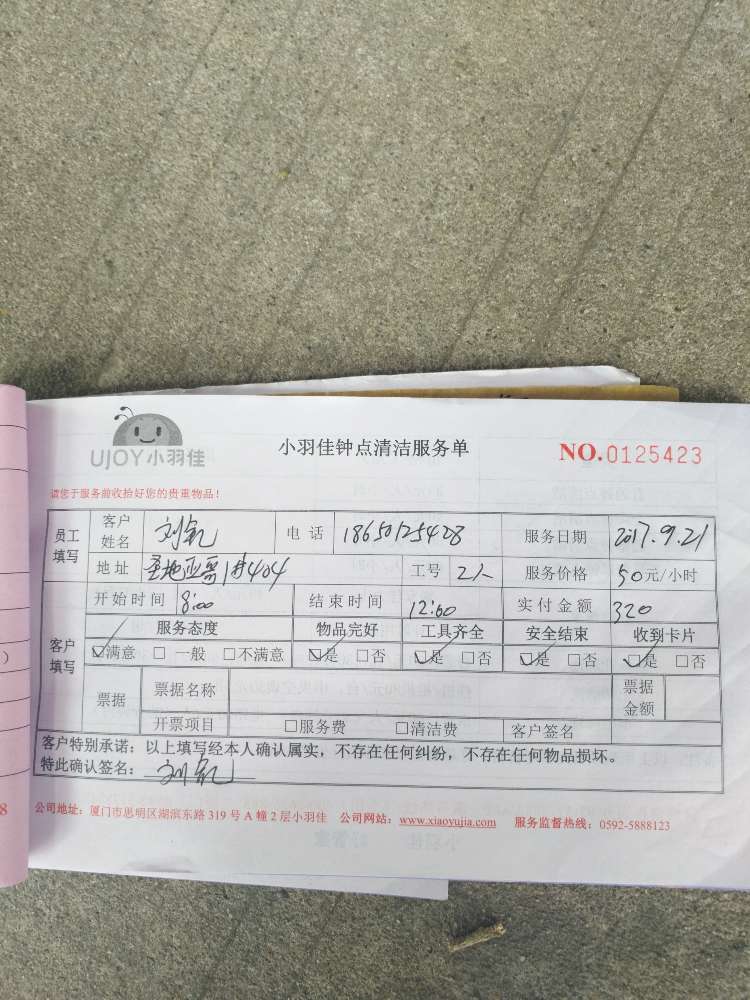 UJOY小羽佳
小羽佳钟点清洁服务单
NO.0125423
请您于服务前收拾好您的贵重物品！
员工填写 客户姓名 刘 电话 18650125428 服务日期 2017.9.21
地址 圣地亚哥1#404 工号 2人 服务价格 50元/小时
客户填写 开始时间 8:00 结束时间 12:00 实付金额 320
服务态度 物品完好 工具齐全 安全结束 收到卡片
☑满意 □ 一般 □不满意 ☑是 □否 ☑是 □否 ☑是 □否 ☑是 □否
票据 票据名称 票据金额
开票项目 □服务费 □清洁费 客户签名
客户特别承诺：以上填写经本人确认属实，不存在任何纠纷，不存在任何物品损坏。
特此确认签名：刘
公司地址：厦门市思明区湖滨东路 319 号 A 幢 2 层小羽佳 公司网站：www.xiaoyujia.com 服务监督热线：0592-5888123
）
8